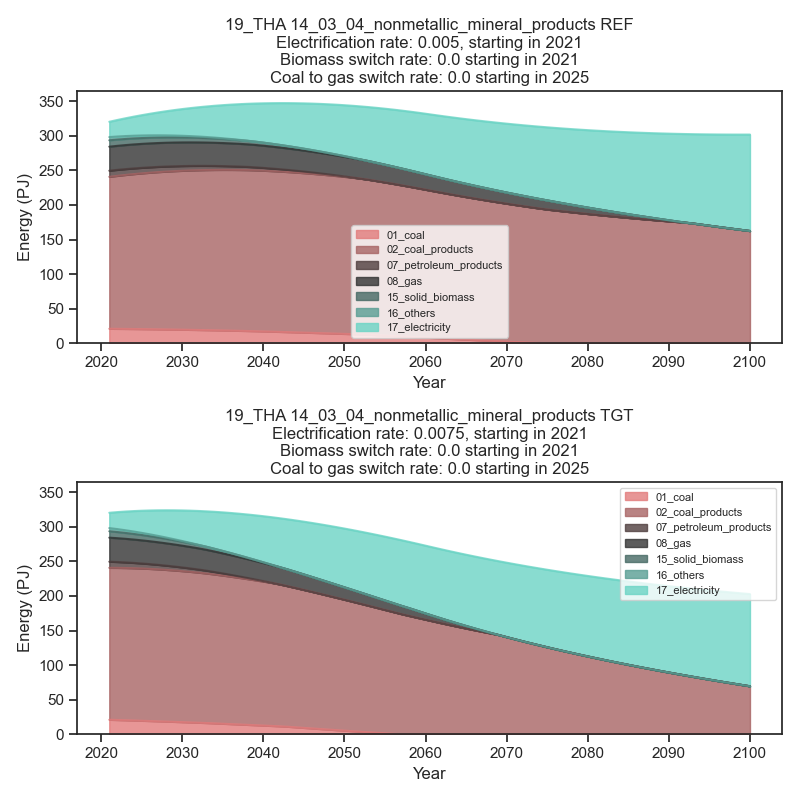 19_THA 14_03_04_nonmetallic_mineral_products REF
Electrification rate: 0.005, starting in 2021
Biomass switch rate: 0.0 starting in 2021
Coal to gas switch rate: 0.0 starting in 2025
350
300
250
200
150
100
50
0
Energy (PJ)
01_coal
02_coal_products
07_petroleum_products
08_gas
15_solid_biomass
16_others
17_electricity
2020 2030 2040 2050 2060 2070 2080 2090 2100
Year
19_THA 14_03_04_nonmetallic_mineral_products TGT
Electrification rate: 0.0075, starting in 2021
Biomass switch rate: 0.0 starting in 2021
Coal to gas switch rate: 0.0 starting in 2025
350
300
250
200
150
100
50
0
Energy (PJ)
01_coal
02_coal_products
07_petroleum_products
08_gas
15_solid_biomass
16_others
17_electricity
2020 2030 2040 2050 2060 2070 2080 2090 2100
Year